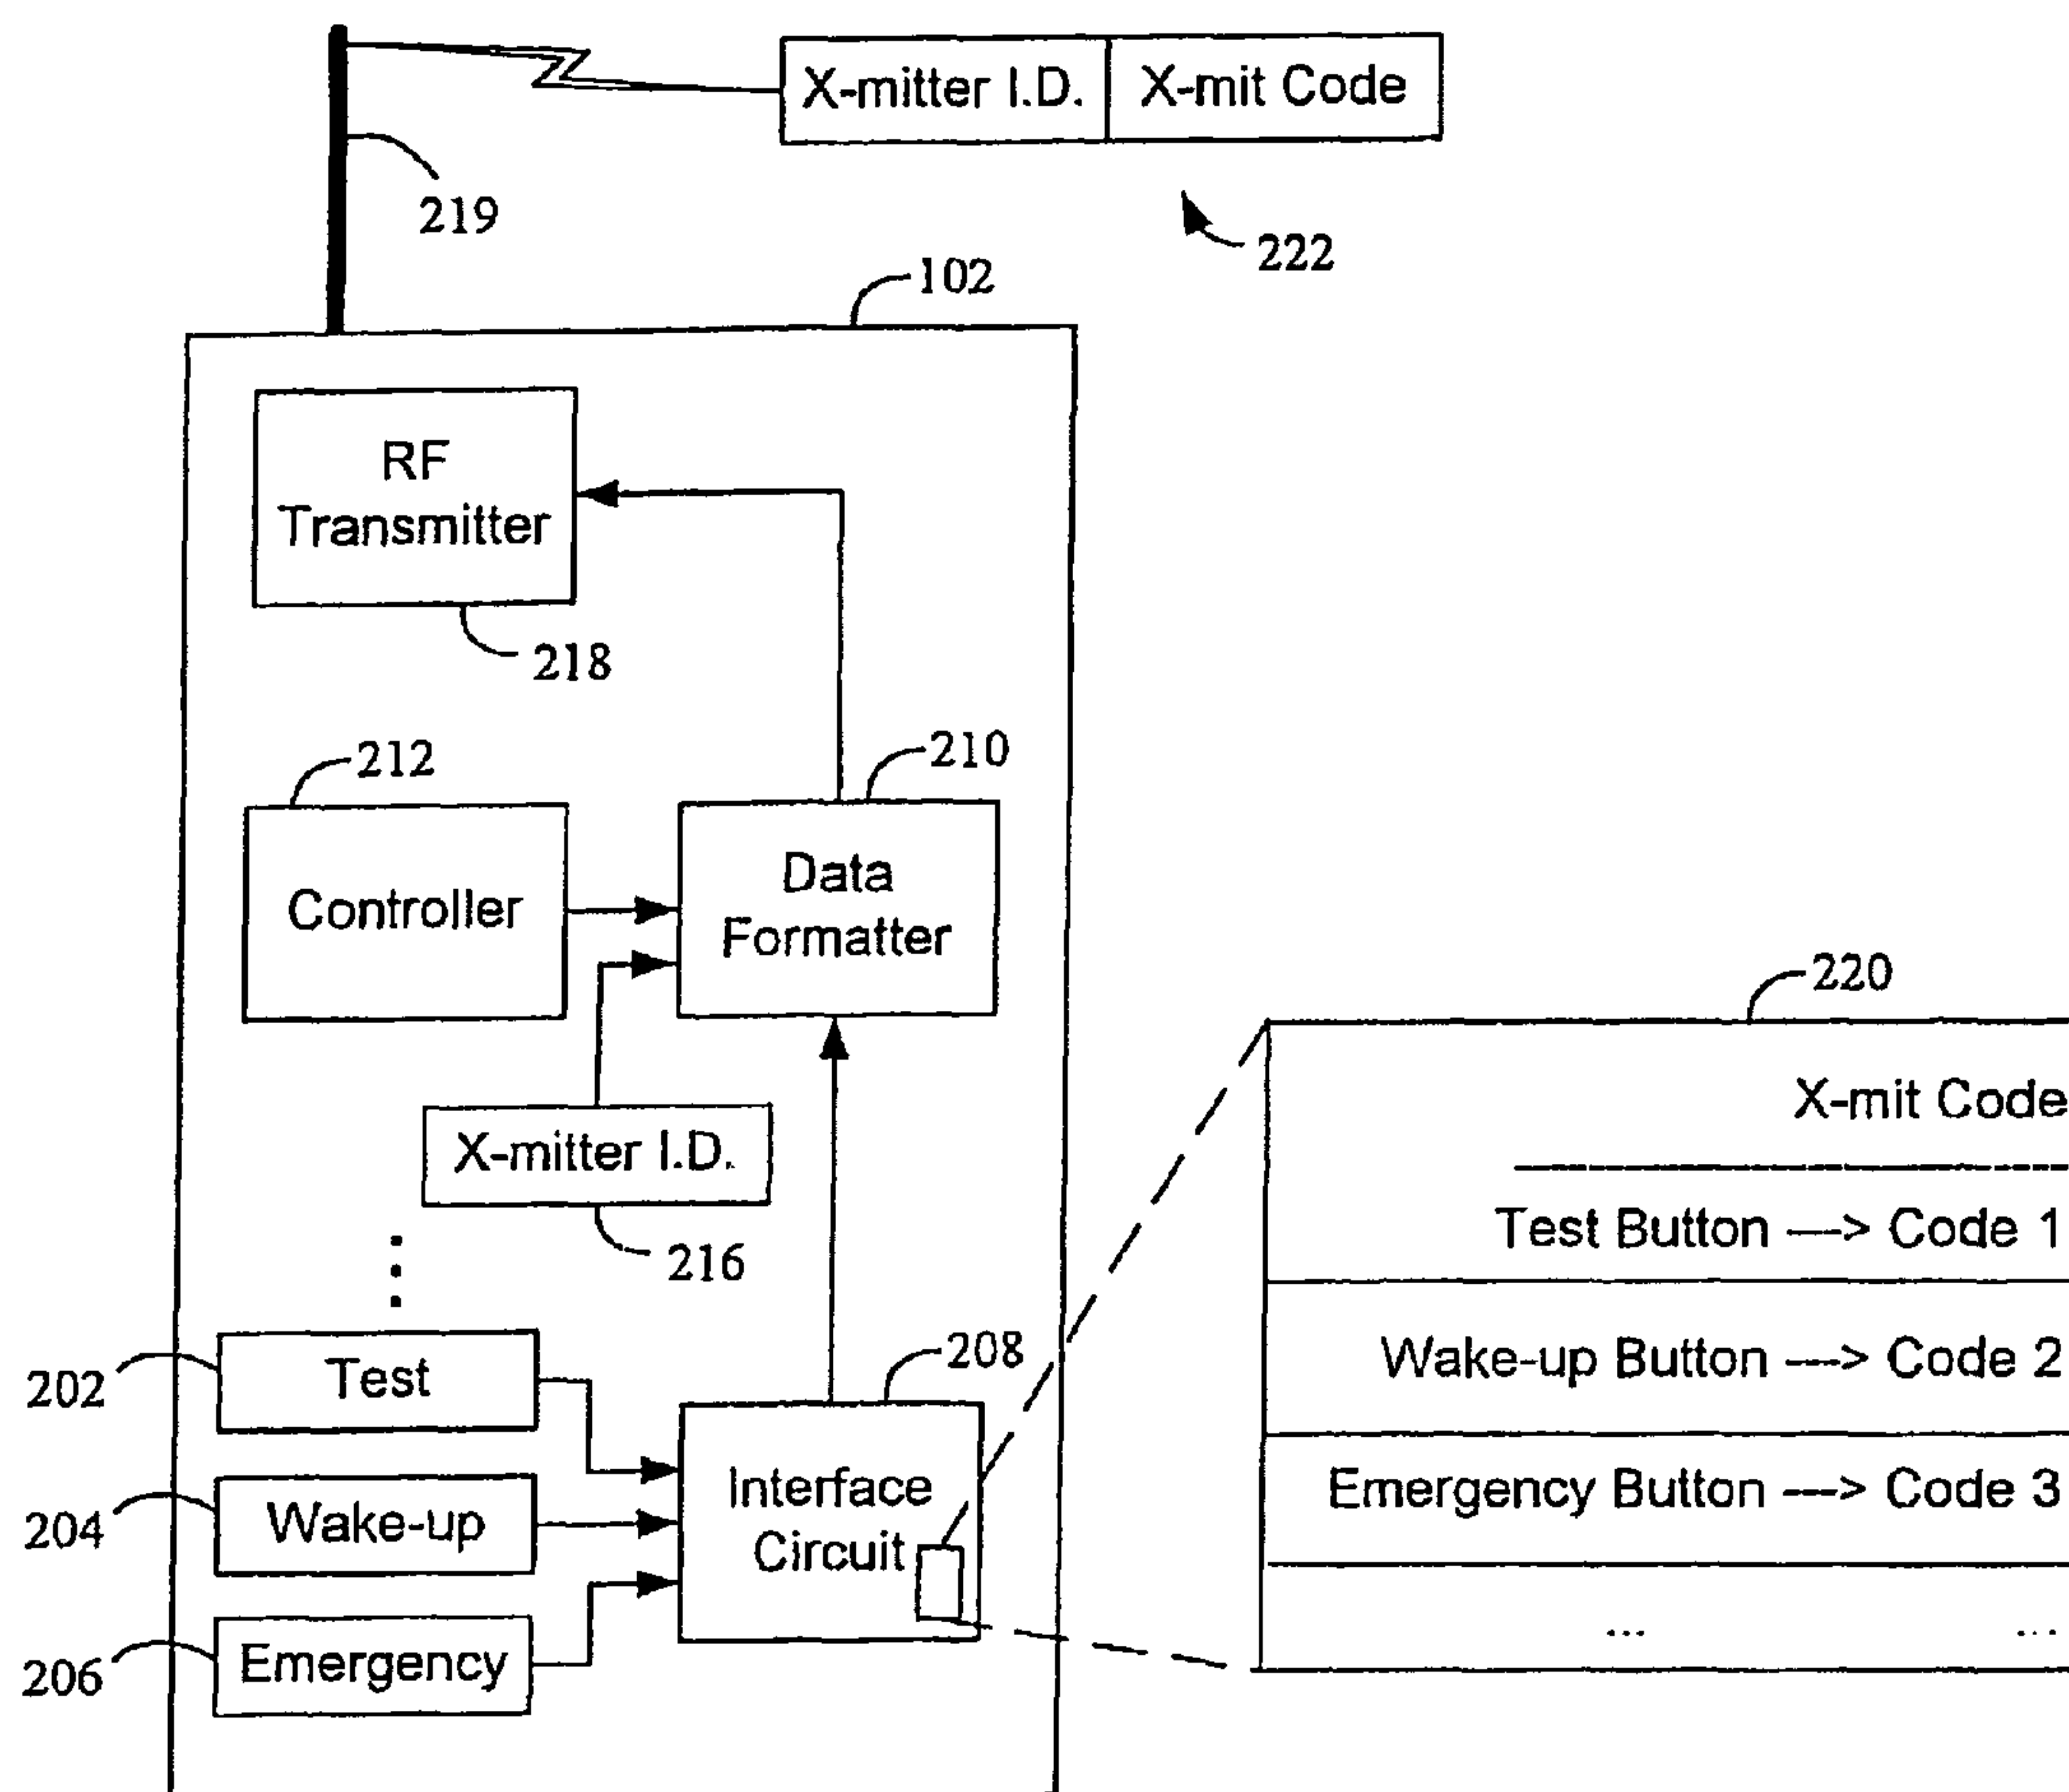 X-mitter I.D. X-mit Code
219
222
102
RF
Transmitter
218
212
210
Controller
Data
Formatter
220
X-mit Code
X-mitter I.D.
216
Test Button ---> Code 1
202
Test
208
Wake-up Button ---> Code 2
204
Wake-up
Interface
Circuit
Emergency Button ---> Code 3
206
Emergency
... ...